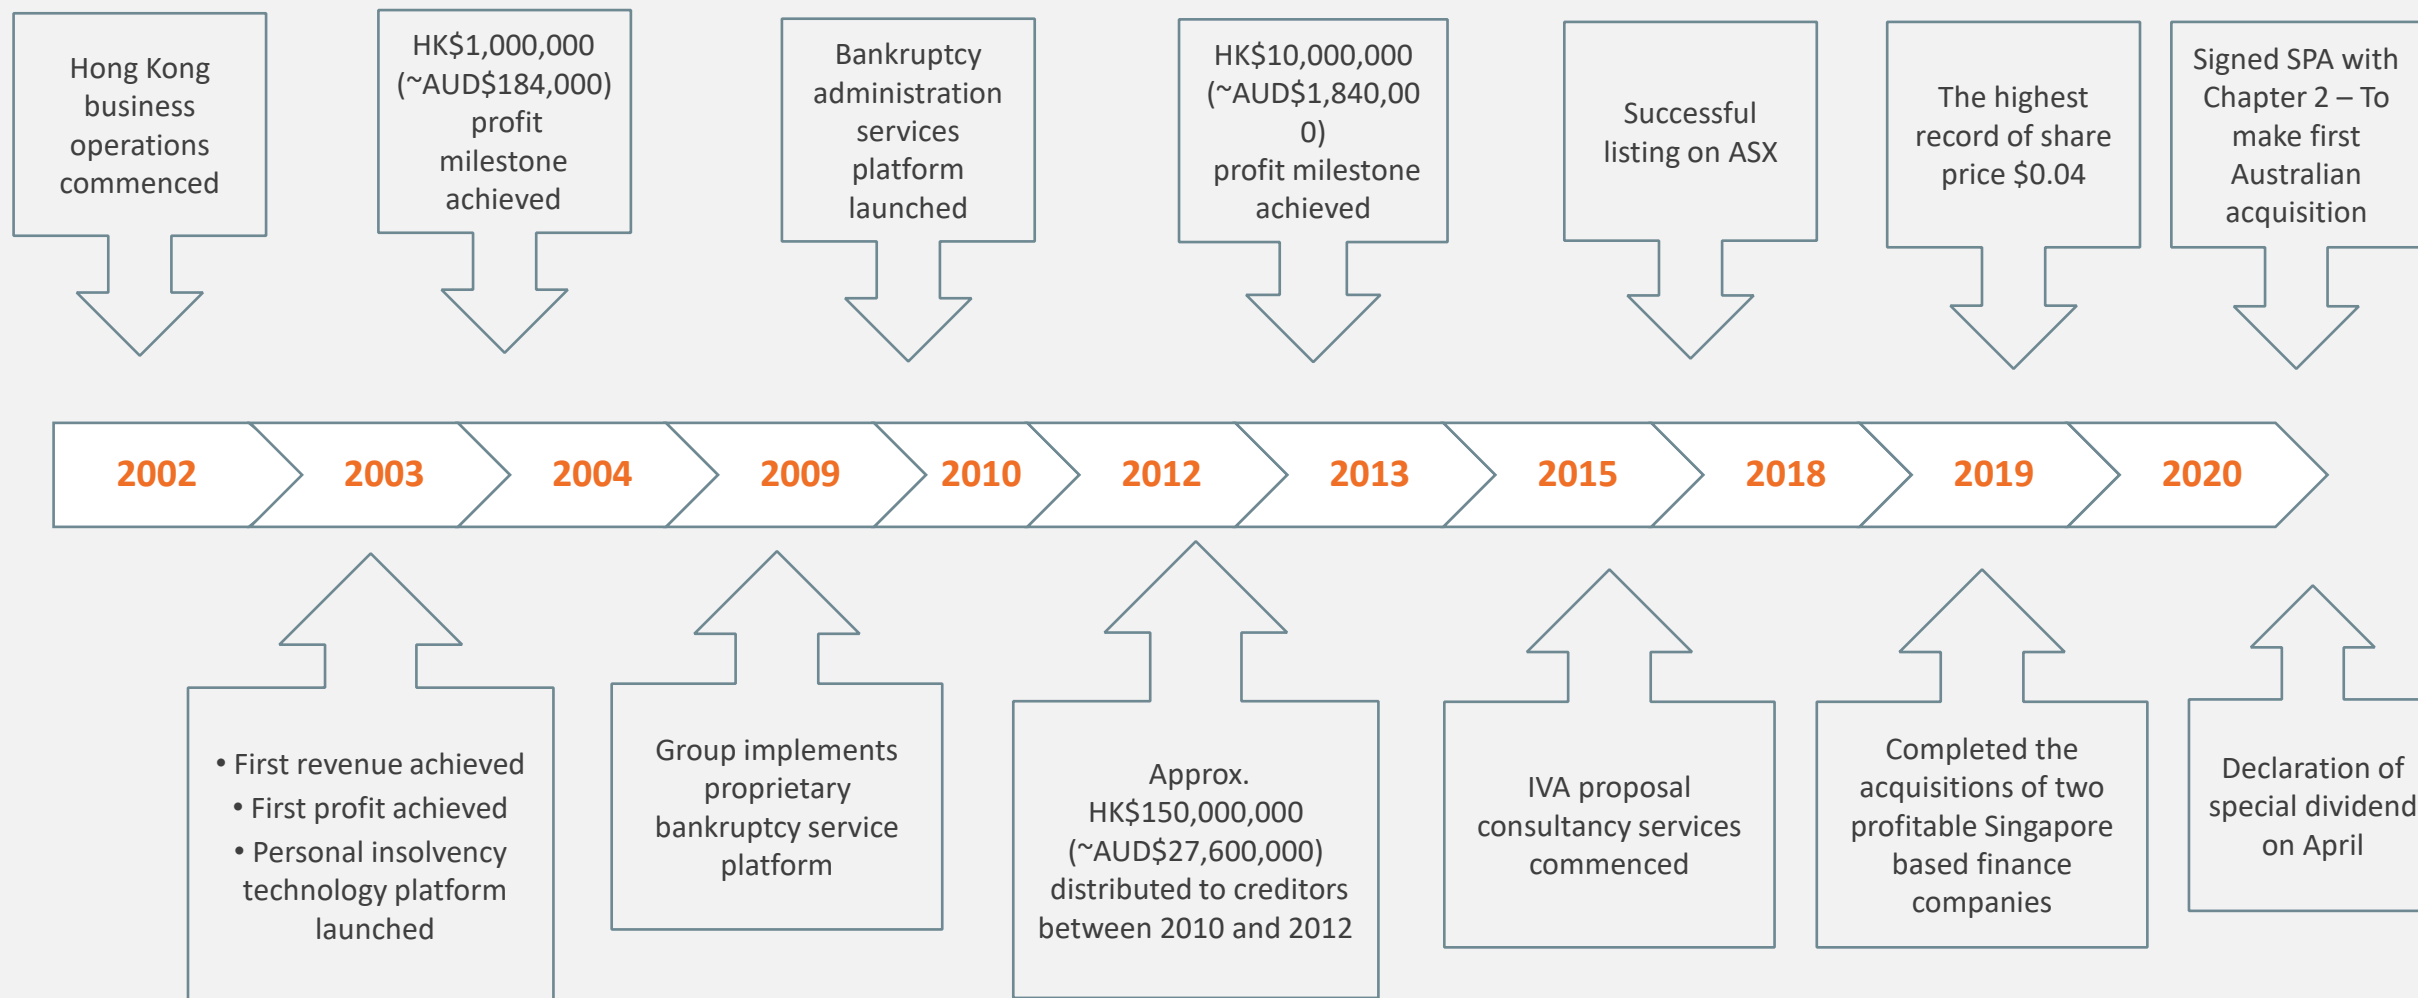 Hong Kong
business
operations
commenced
HK$1,000,000
(~AUD$184,000)
profit
milestone
achieved
Bankruptcy
administration
services
platform
launched
HK$10,000,000
(~AUD$1,840,00
0)
profit milestone
achieved
Successful
listing on ASX
The highest
record of share
price $0.04
Signed SPA with
Chapter 2 – To
make first
Australian
acquisition
2002
2003
2004
2009
2010
2012
2013
2015
2018
2019
2020
• First revenue achieved
• First profit achieved
• Personal insolvency
technology platform
launched
Group implements
proprietary
bankruptcy service
platform
Approx.
HK$150,000,000
(~AUD$27,600,000)
distributed to creditors
between 2010 and 2012
IVA proposal
consultancy services
commenced
Completed the
acquisitions of two
profitable Singapore
based finance
companies
Declaration of
special dividend
on April